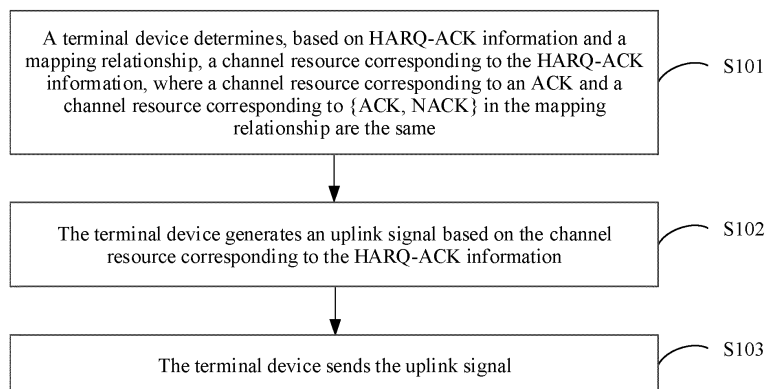 A terminal device determines, based on HARQ-ACK information and a
mapping relationship, a channel resource corresponding to the HARQ-ACK
information, where a channel resource corresponding to an ACK and a
channel resource corresponding to {ACK, NACK} in the mapping
relationship are the same
S101
The terminal device generates an uplink signal based on the channel
resource corresponding to the HARQ-ACK information
S102
The terminal device sends the uplink signal
S103